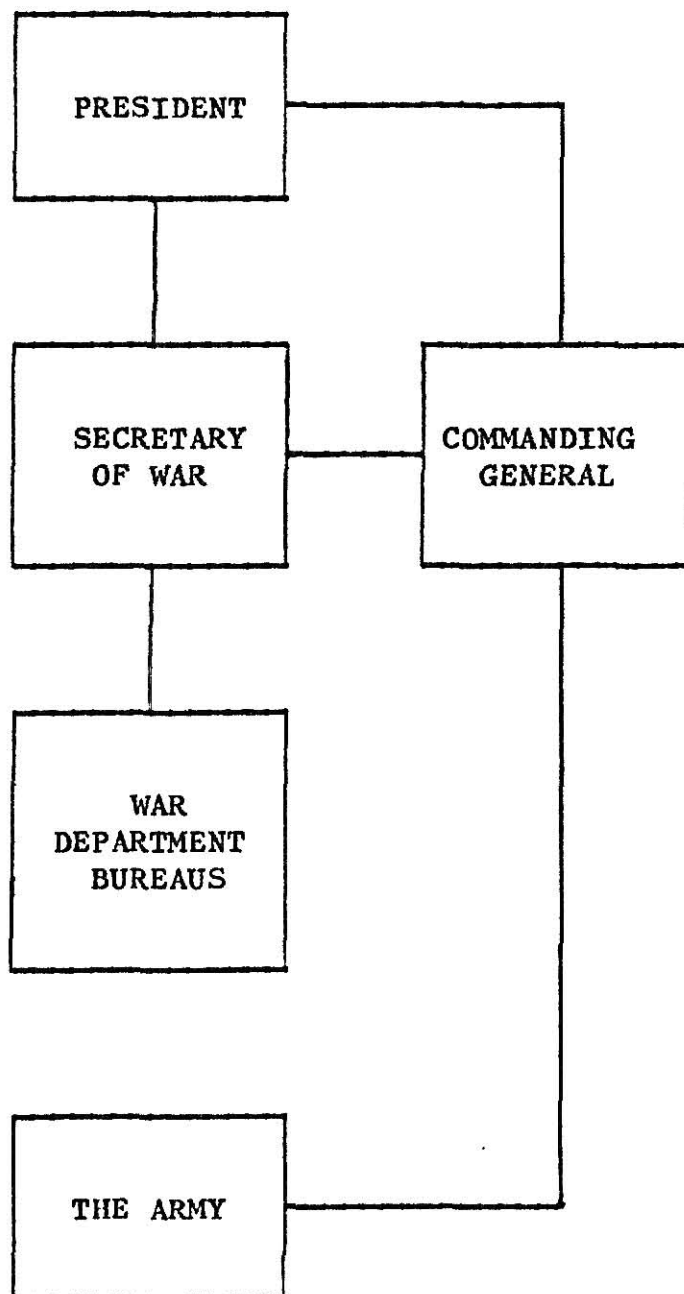 PRESIDENT
SECRETARY
OF WAR
COMMANDING
GENERAL
WAR
DEPARTMENT
BUREAUS
THE ARMY